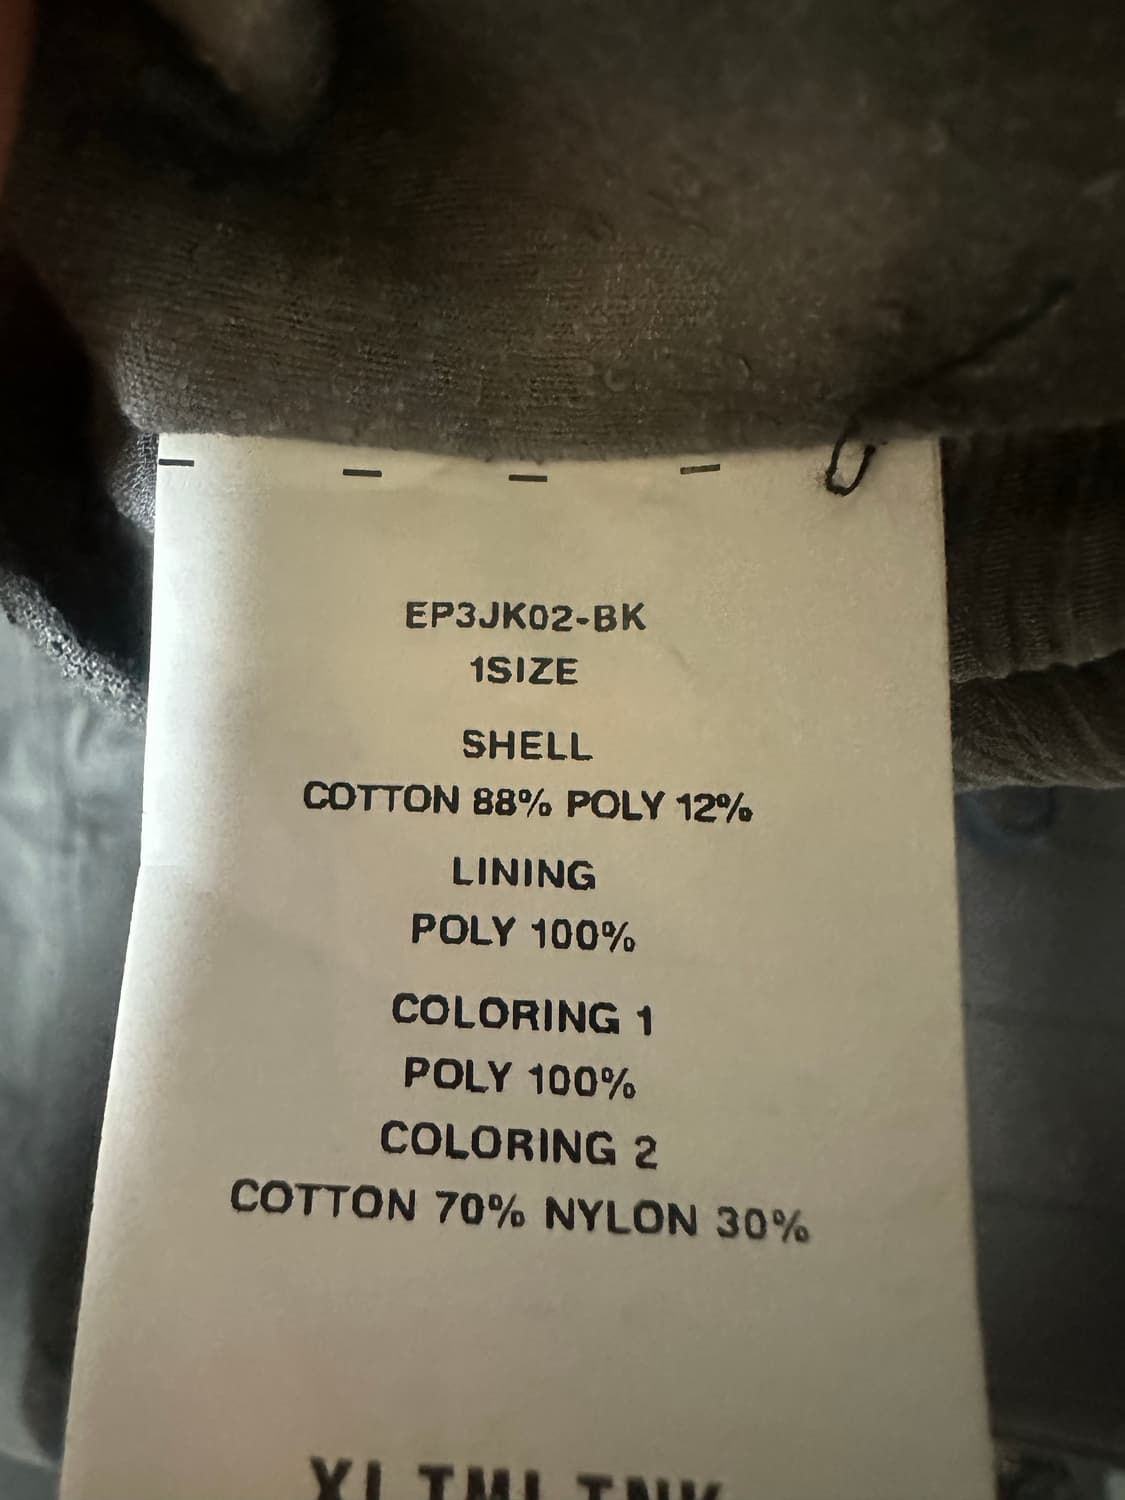 EP3JK02-BK
1SIZE
SHELL
COTTON 88% POLY 12%
LINING
POLY 100%
COLORING 1
POLY 100%
COLORING 2
COTTON 70% NYLON 30%